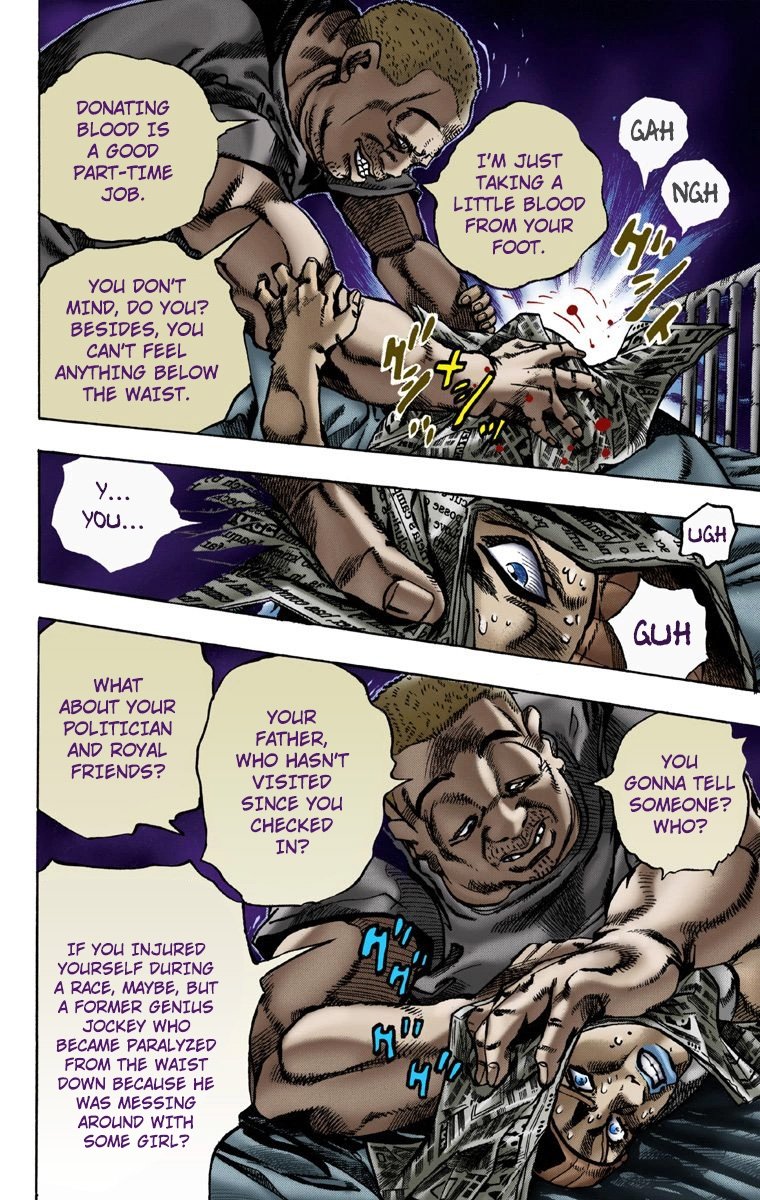 I'M JUST
TAKING A
LITTLE BLOOD
FROM YOUR
FOOT.
GAH
NGH
DONATING
BLOOD IS
A GOOD
PART-TIME
JOB.
YOU DON'T
MIND, DO YOU?
BESIDES, YOU
CAN'T FEEL
ANYTHING BELOW
THE WAIST.
UGH
GUH
Y...
YOU...
YOU
GONNA TELL
SOMEONE?
WHO?
YOUR
FATHER,
WHO HASN'T
VISITED
SINCE YOU
CHECKED
IN?
WHAT
ABOUT YOUR
POLITICIAN
AND ROYAL
FRIENDS?
IF YOU INJURED
YOURSELF DURING
A RACE, MAYBE, BUT
A FORMER GENIUS
JOCKEY WHO
BECAME PARALYZED
FROM THE WAIST
DOWN BECAUSE HE
WAS MESSING
AROUND WITH
SOME GIRL?